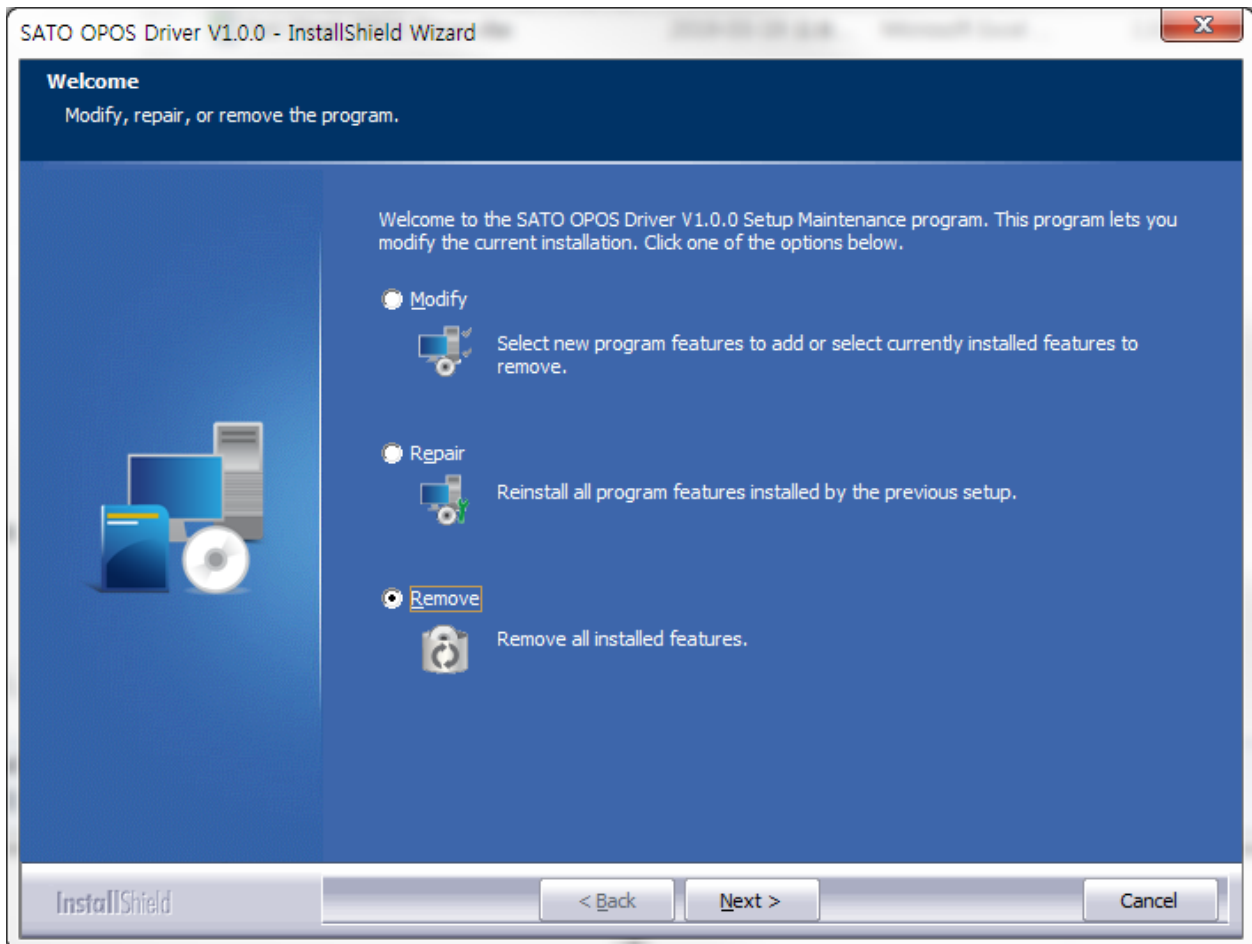 SATO OPOS Driver V1.0.0 - InstallShield Wizard
Welcome
Modify, repair, or remove the program.
Welcome to the SATO OPOS Driver V1.0.0 Setup Maintenance program. This program lets you
modify the current installation. Click one of the options below.
Modify
Select new program features to add or select currently installed features to
remove.
Repair
Reinstall all program features installed by the previous setup.
Remove
Remove all installed features.
InstallShield
< Back
Next >
Cancel